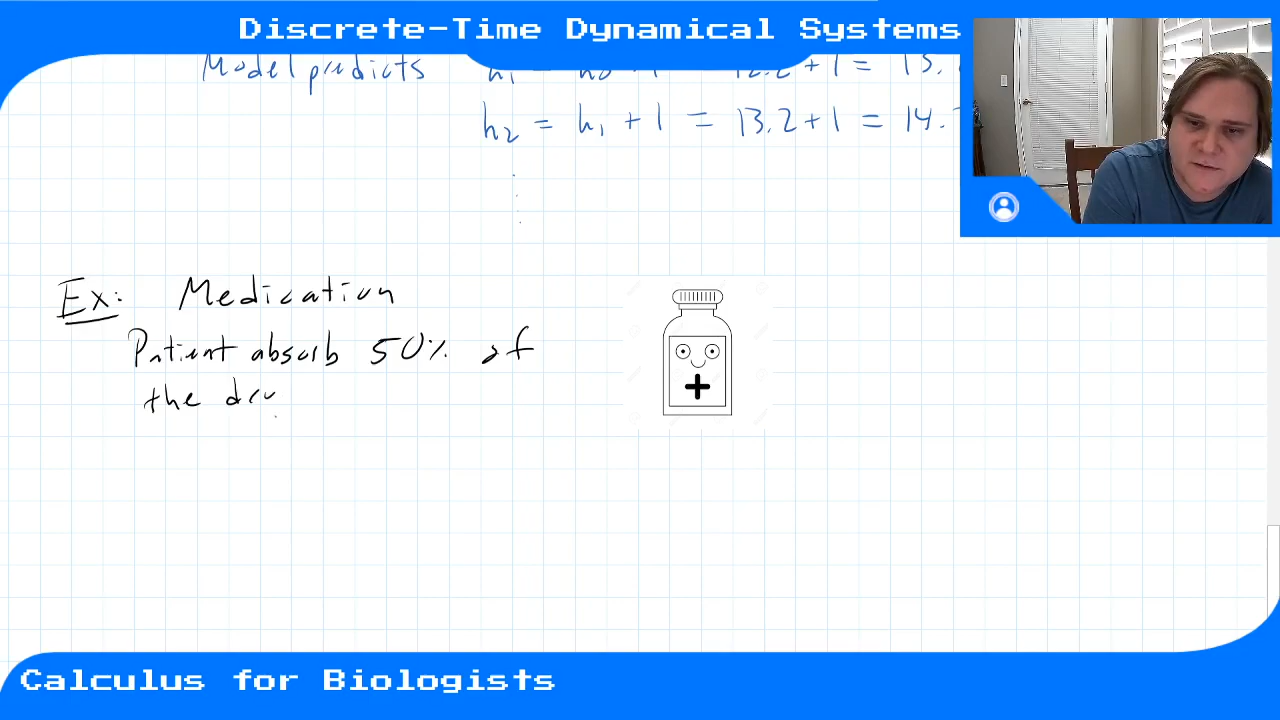 Discrete-Time Dynamical Systems
Model predicts
h2 = h1 + 1 = 13.2 + 1 = 14.
Ex: Medication
Patient absorb 50% of
the dru
+
Calculus for Biologists